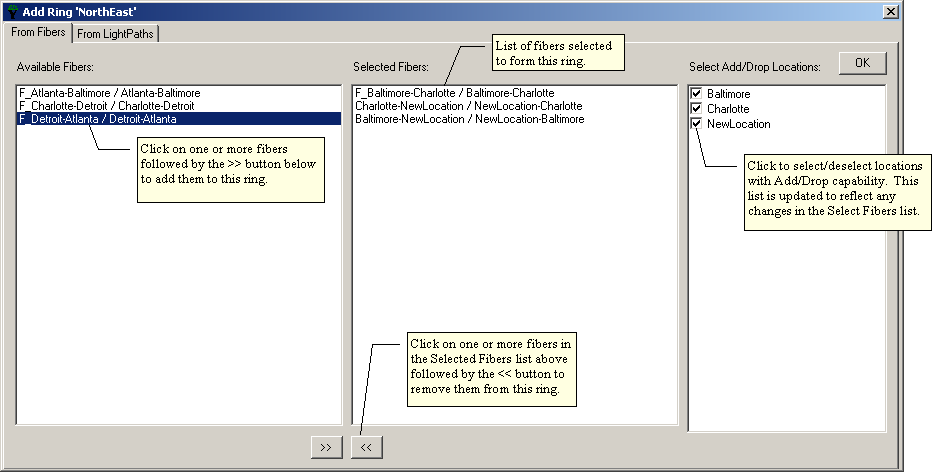 Add Ring 'NorthEast'
From Fibers
From LightPaths
Available Fibers:
F_Atlanta-Baltimore / Atlanta-Baltimore
F_Charlotte-Detroit / Charlotte-Detroit
F_Detroit-Atlanta / Detroit-Atlanta
Click on one or more fibers
followed by the >> button below
to add them to this ring.
Selected Fibers:
List of fibers selected
to form this ring.
F_Baltimore-Charlotte / Baltimore-Charlotte
Charlotte-NewLocation / NewLocation-Charlotte
Baltimore-NewLocation / NewLocation-Baltimore
Click on one or more fibers in
the Selected Fibers list above
followed by the << button to
remove them from this ring.
Select Add/Drop Locations:
OK
Baltimore
Charlotte
NewLocation
Click to select/deselect locations
with Add/Drop capability. This
list is updated to reflect any
changes in the Select Fibers list.
>>
<<